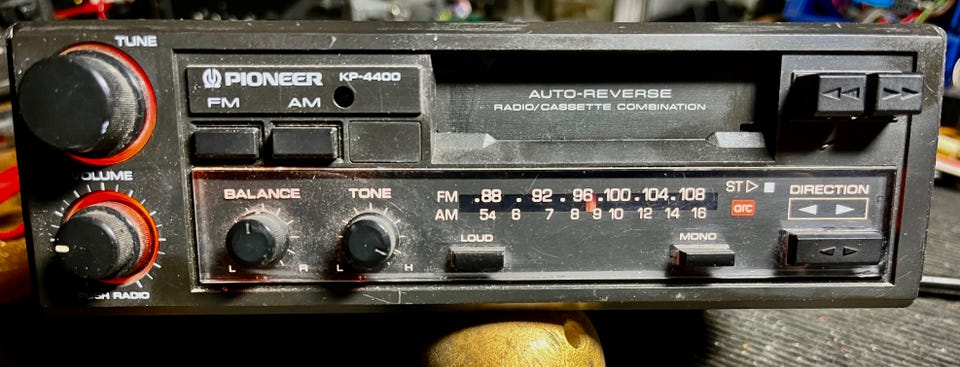 TUNE
PIONEER KP-4400
FM AM
AUTO-REVERSE
RADIO/CASSETTE COMBINATION
VOLUME
PUSH RADIO
BALANCE
L R
TONE
L H
FM .88 . 92 . 96 . 100 . 104 . 108
AM 54 6 7 8 9 10 12 14 16
LOUD
MONO
ST
arc
DIRECTION